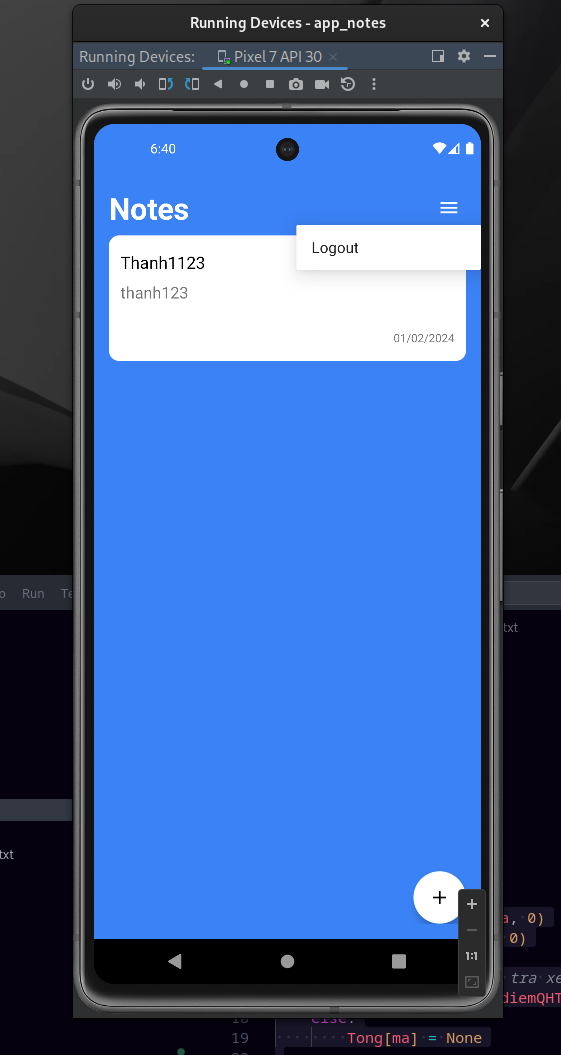 Running Devices - app_notes
Running Devices:
Pixel 7 API 30
6:40
Notes
Logout
Thanh1123
thanh123
01/02/2024
Run
txt
txt
1:1
, 0)
0)
tra xe
diemQHT
18 else:
19 Tong[ma] = None